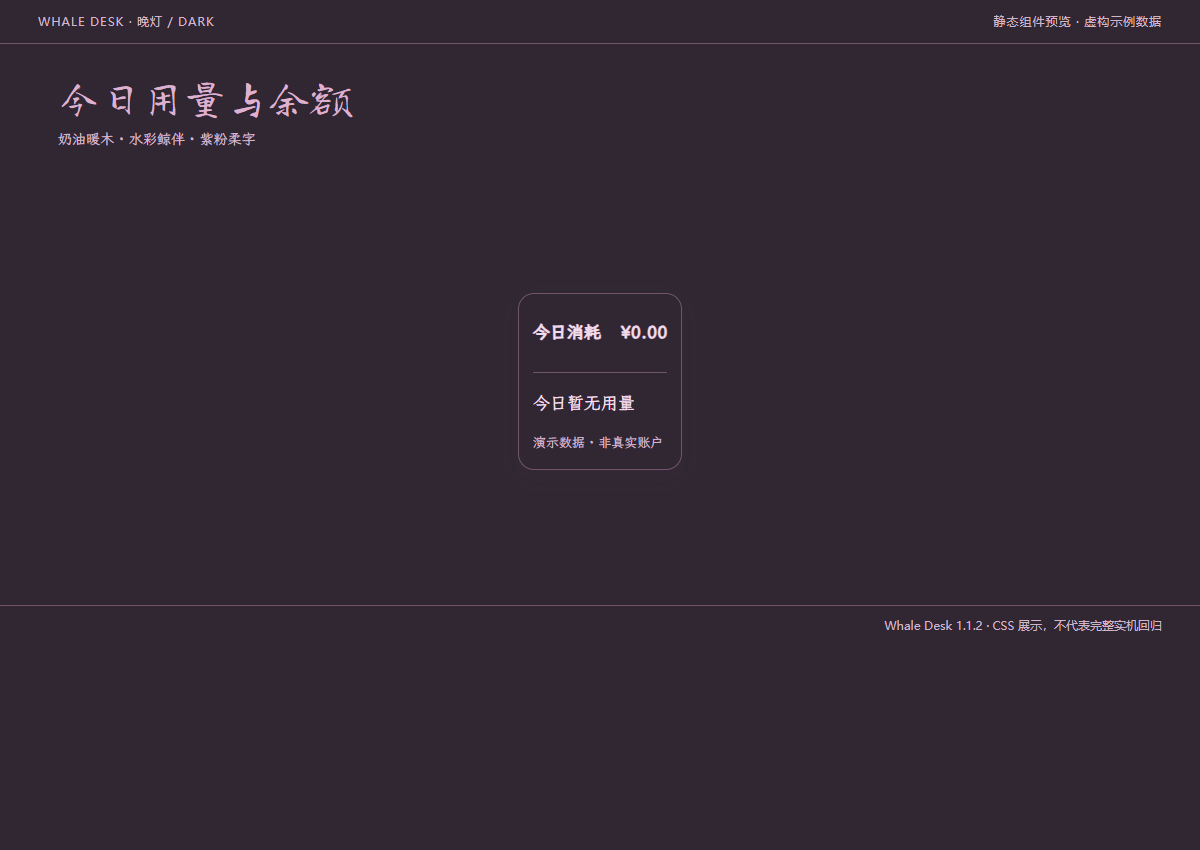 WHALE DESK · 晚灯 / DARK
静态组件预览 · 虚构示例数据
今日用量与余额
奶油暖木 · 水彩鲸伴 · 紫粉柔字
今日消耗 ¥0.00
今日暂无用量
演示数据 · 非真实账户
Whale Desk 1.1.2 · CSS 展示，不代表完整实机回归